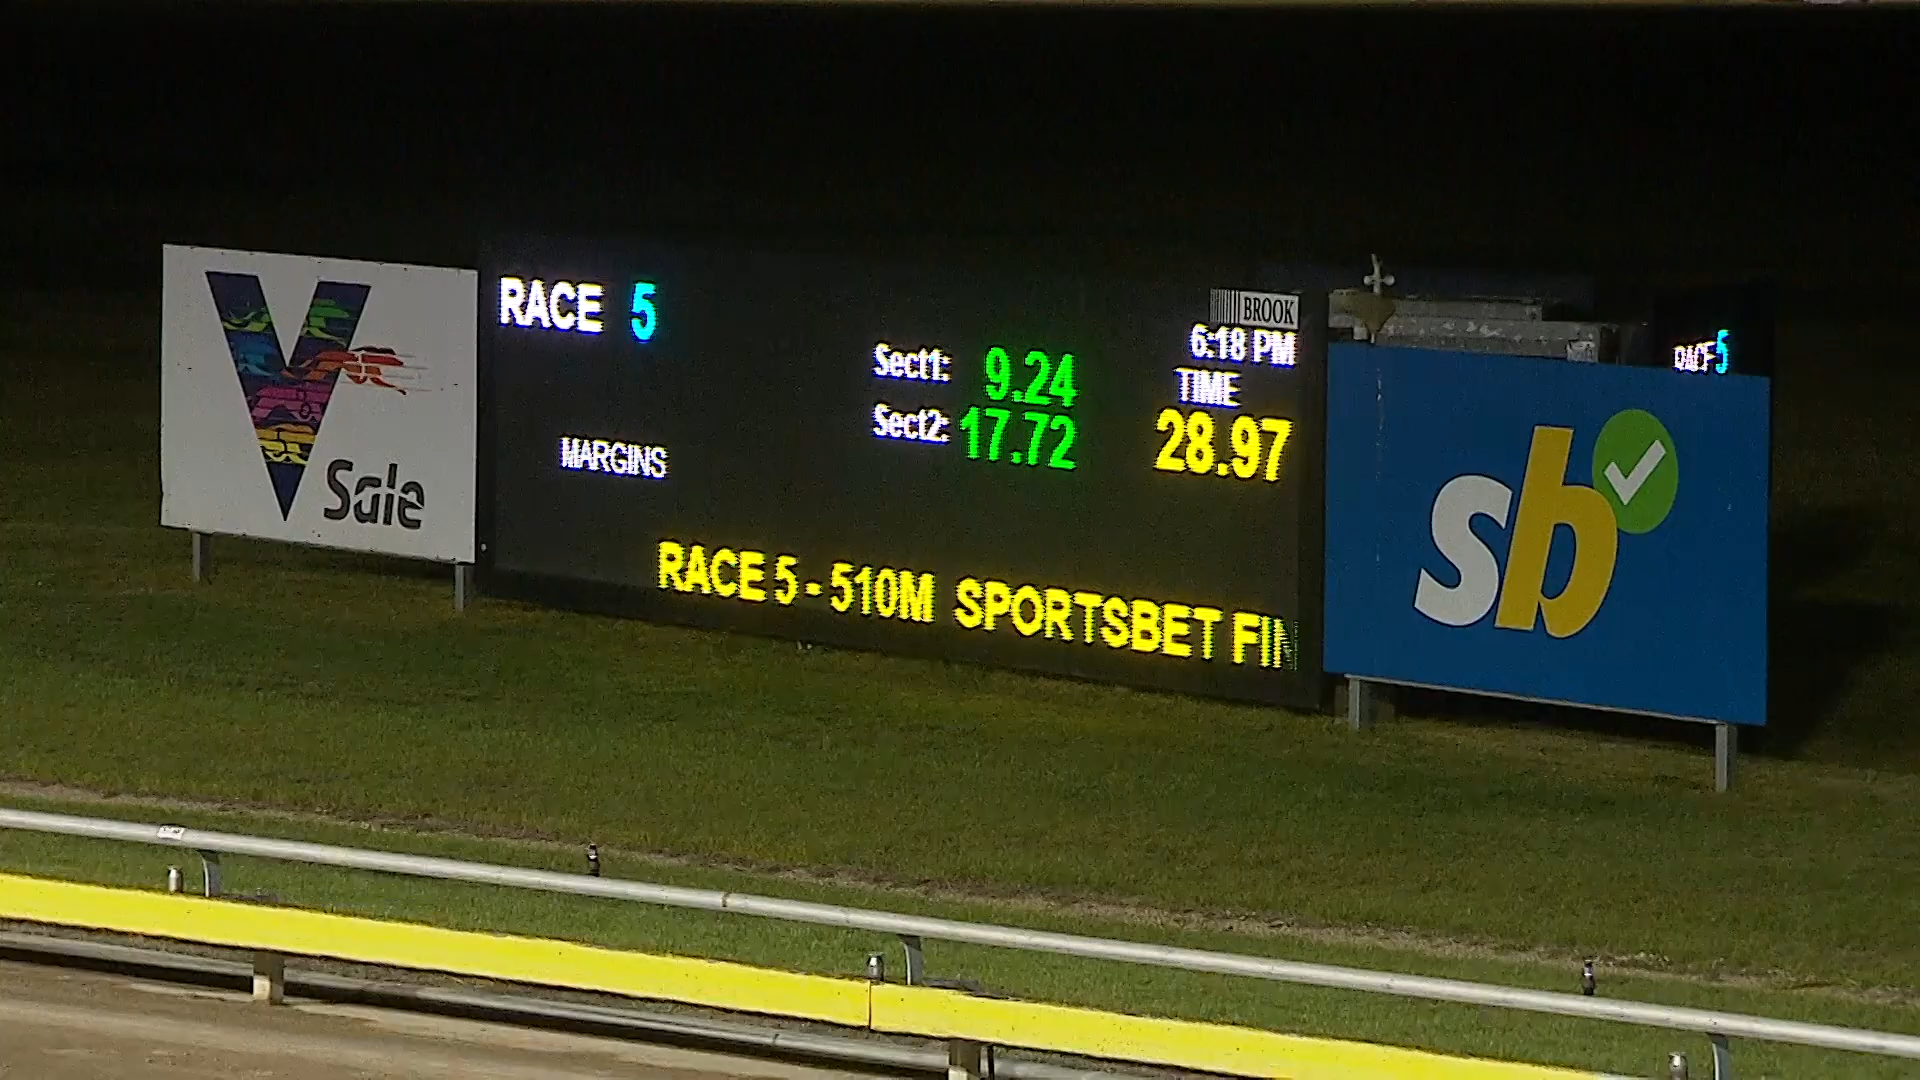 V
Sale
RACE 5
BROOK
6:18 PM
Sect1: 9.24
TIME
Sect2: 17.72
28.97
MARGINS
RACE 5 - 510M SPORTSBET FIN
RACE 5
sb